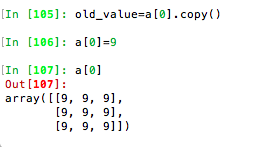 [In [105]: old_value=a[0].copy()
[In [106]: a[0]=9
[In [107]: a[0]
Out[107]:
array([[9, 9, 9],
       [9, 9, 9],
       [9, 9, 9]])